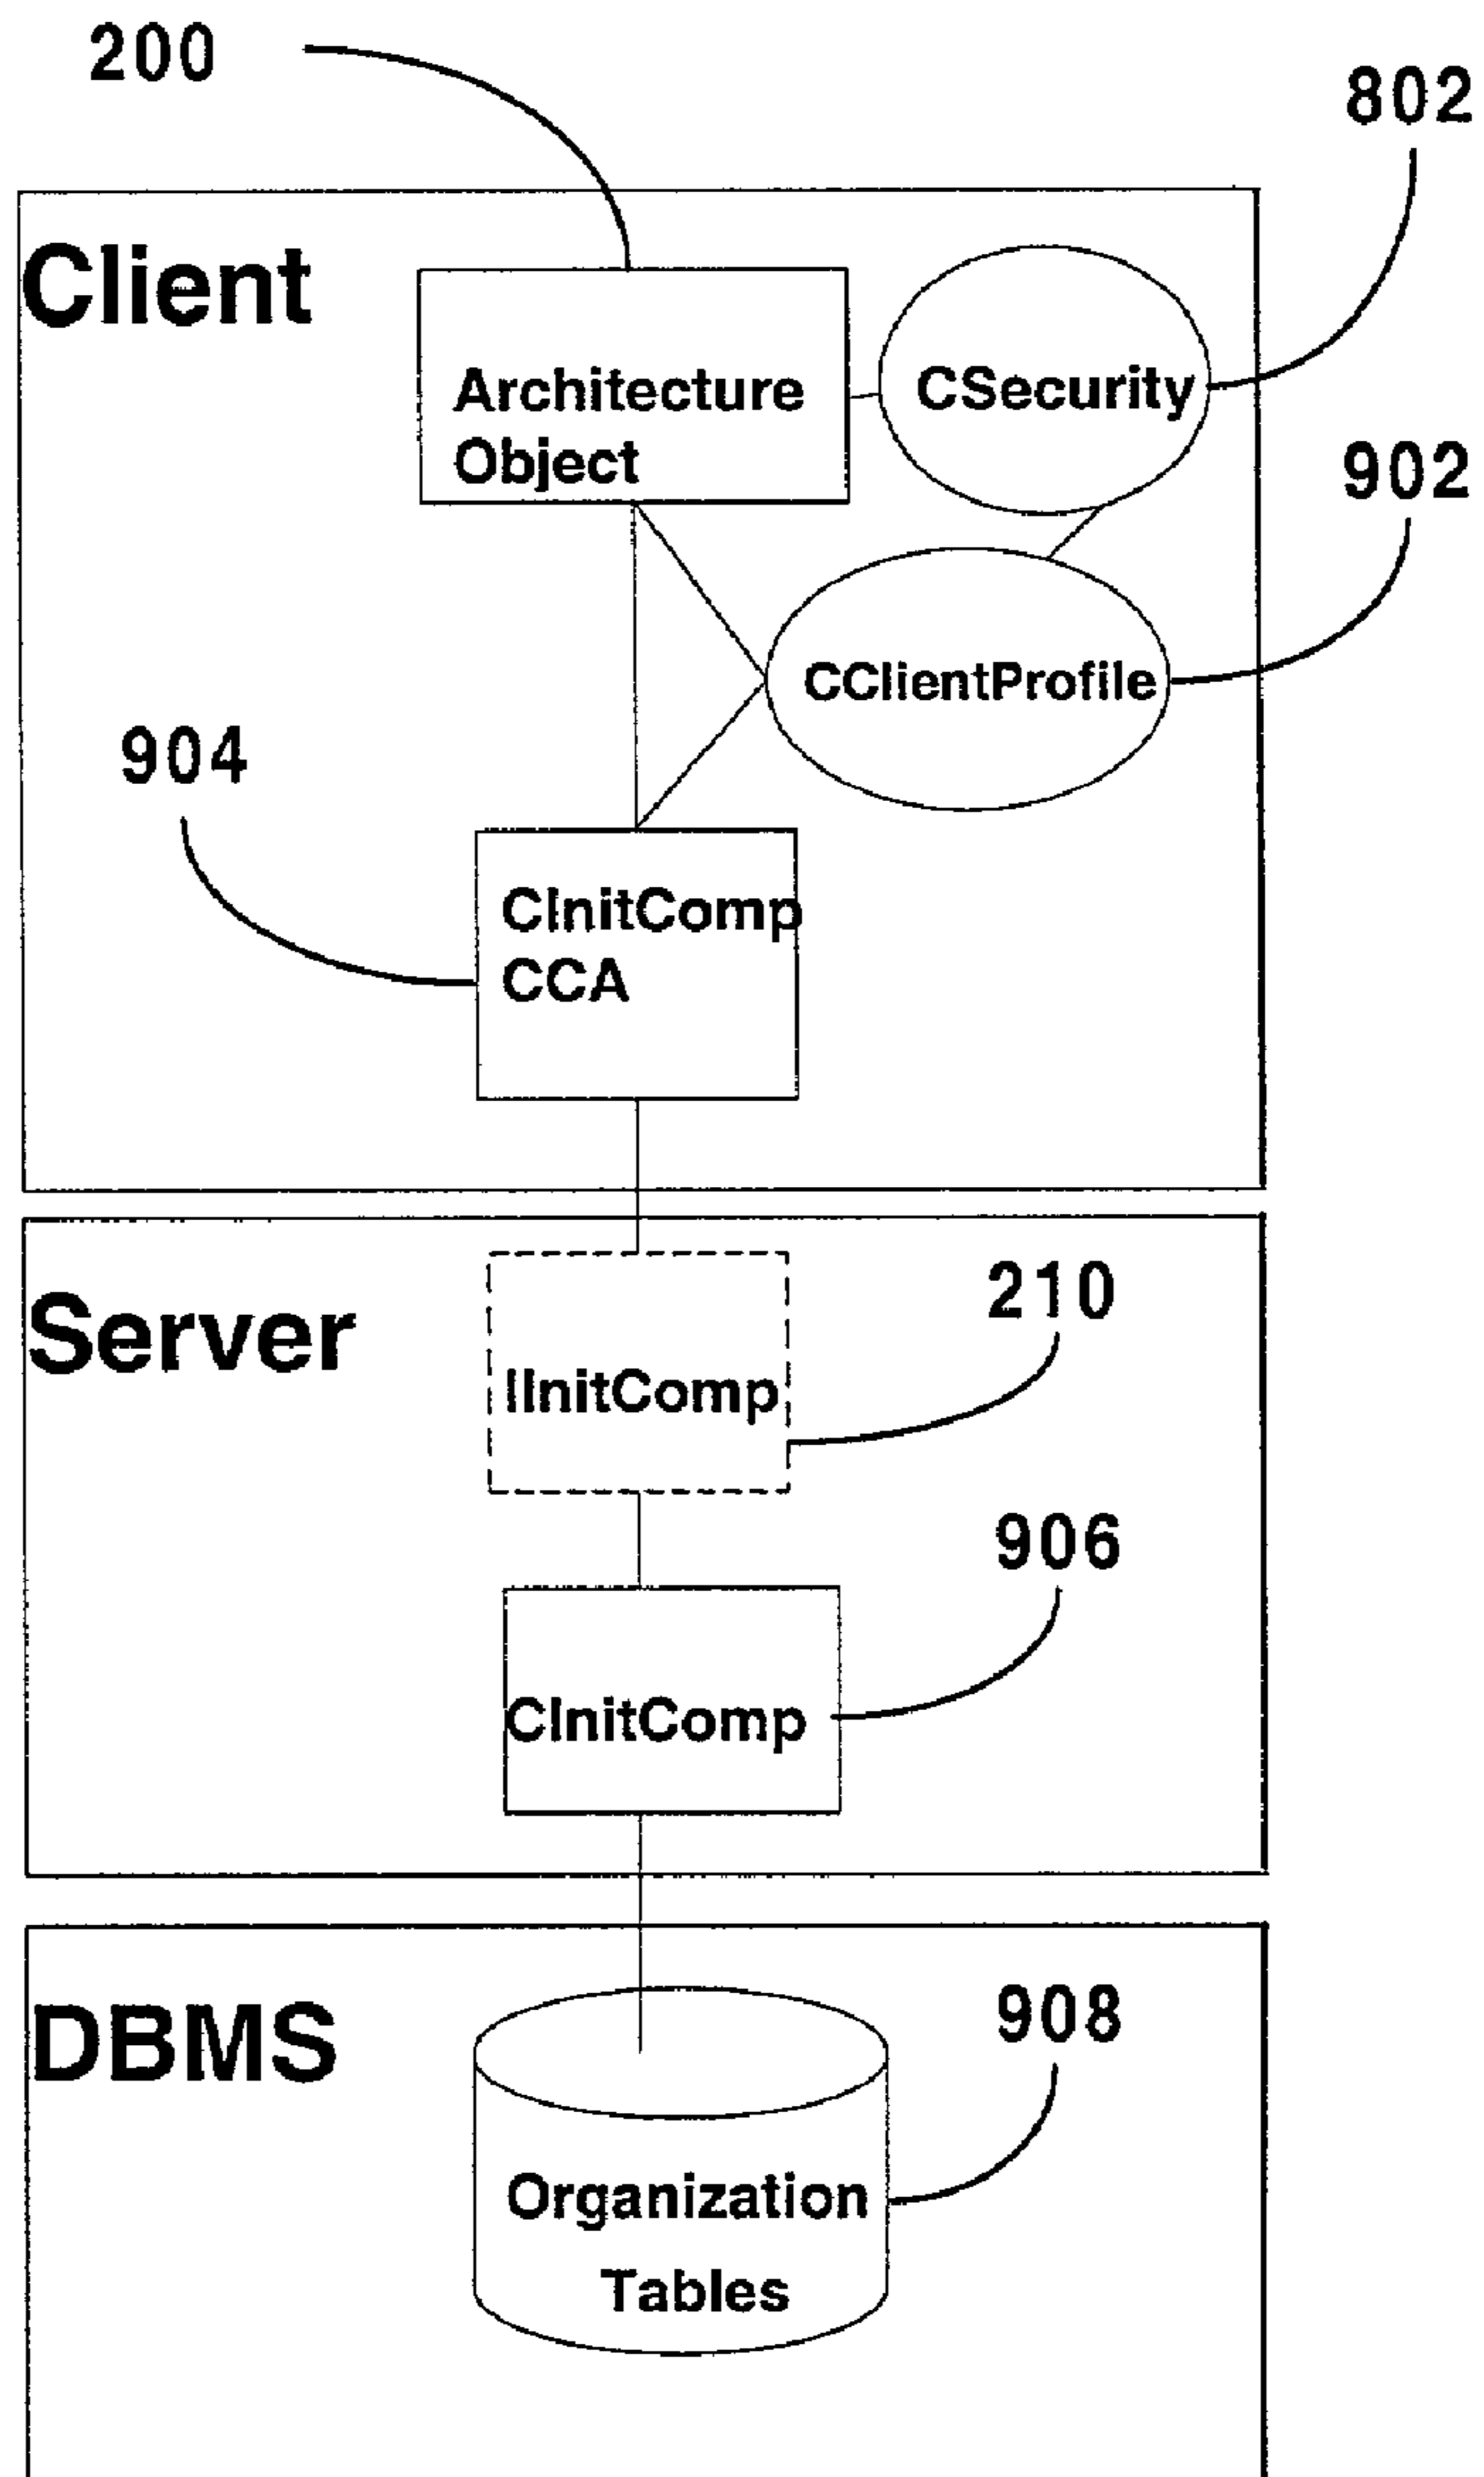 200
802
Client
Architecture
Object
CSecurity
902
CClientProfile
904
CInitComp
CCA
Server
210
IInitComp
906
CInitComp
DBMS
908
Organization
Tables